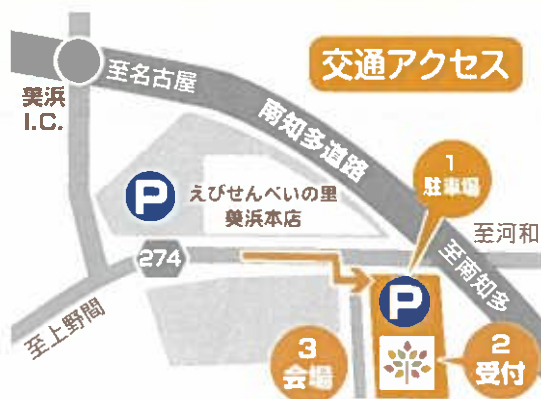 交通アクセス
至名古屋
美浜
I.C.
南知多道路
1
駐車場
P
えびせんべいの里
美浜本店
至河和
274
至南知多
P
至上野間
3
会場
2
受付